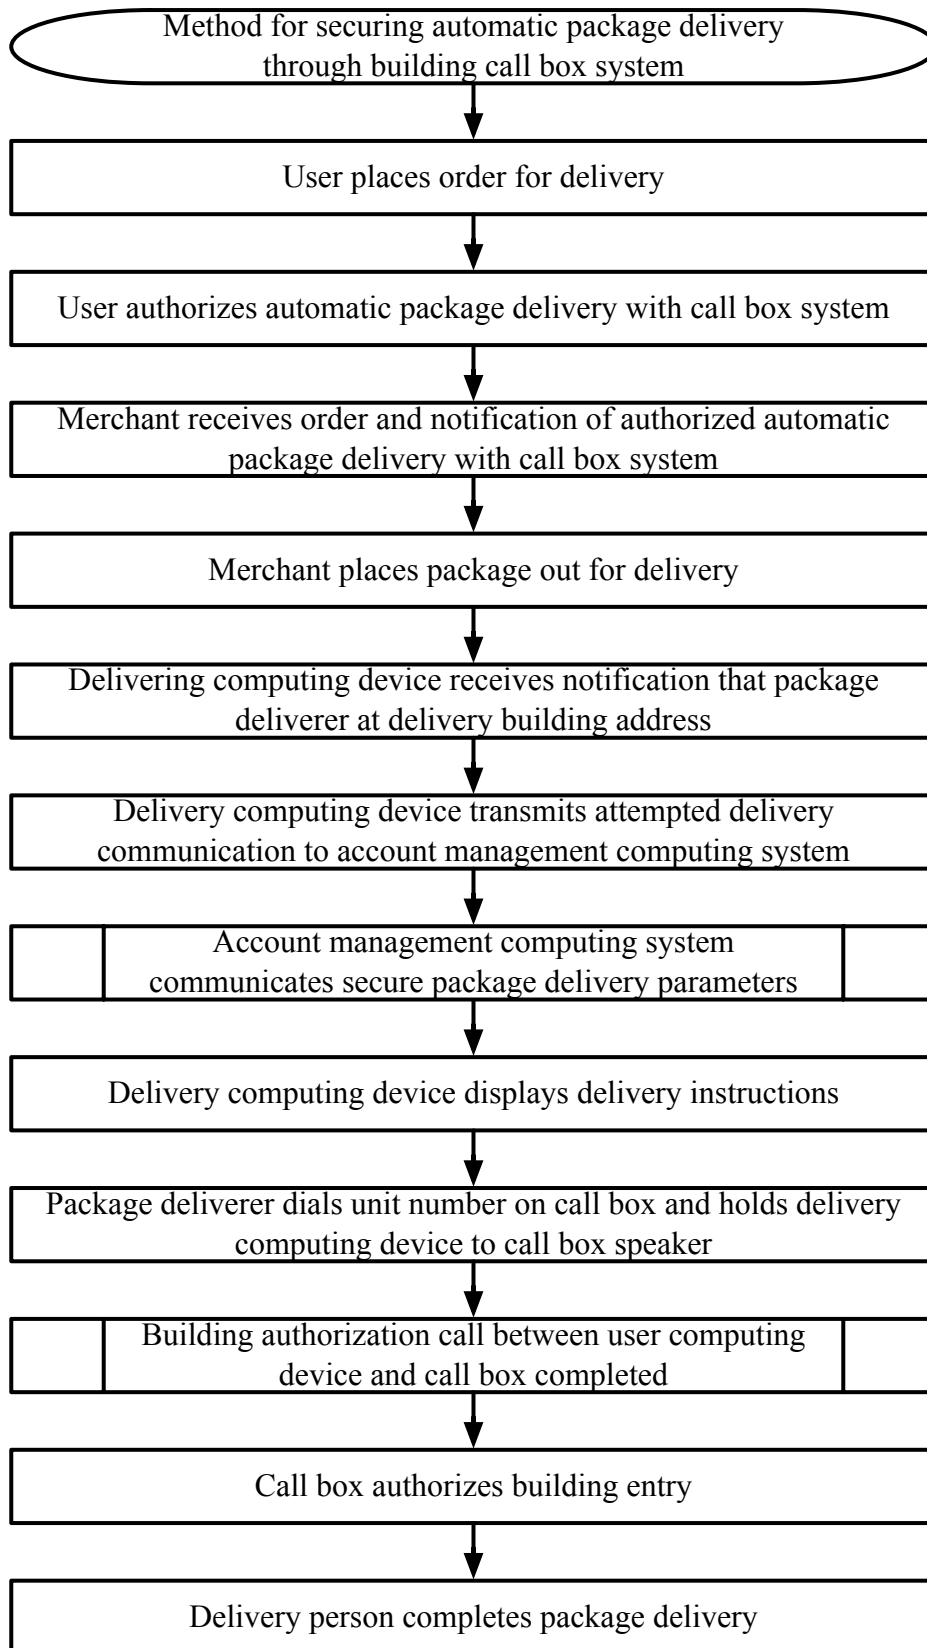 Method for securing automatic package delivery
through building call box system
User places order for delivery
User authorizes automatic package delivery with call box system
Merchant receives order and notification of authorized automatic
package delivery with call box system
Merchant places package out for delivery
Delivering computing device receives notification that package
deliverer at delivery building address
Delivery computing device transmits attempted delivery
communication to account management computing system
Account management computing system
communicates secure package delivery parameters
Delivery computing device displays delivery instructions
Package deliverer dials unit number on call box and holds delivery
computing device to call box speaker
Building authorization call between user computing
device and call box completed
Call box authorizes building entry
Delivery person completes package delivery